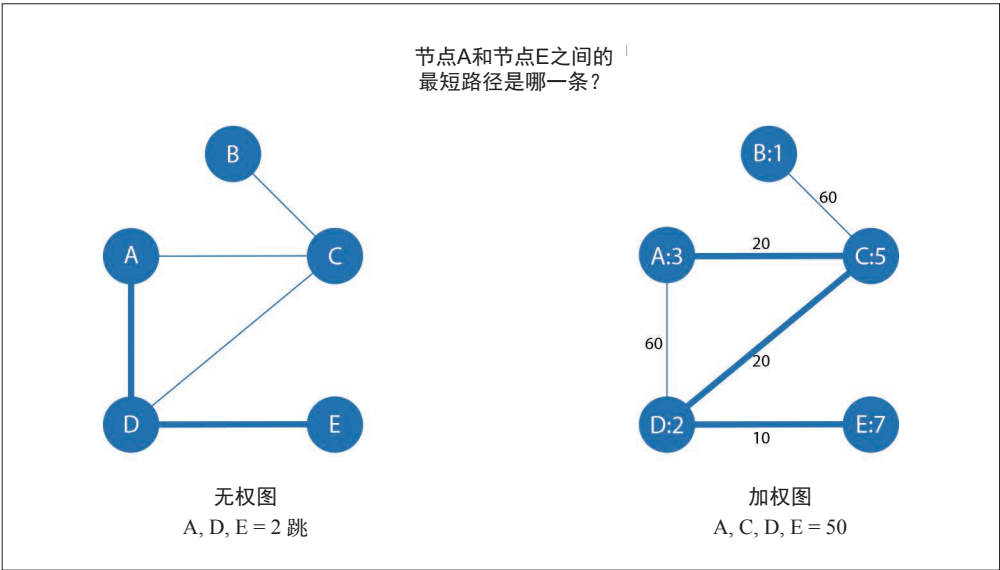 节点A和节点E之间的
最短路径是哪一条？
B
A
C
D
E
无权图
A, D, E = 2 跳
B:1
60
A:3
20
C:5
60
20
D:2
10
E:7
加权图
A, C, D, E = 50